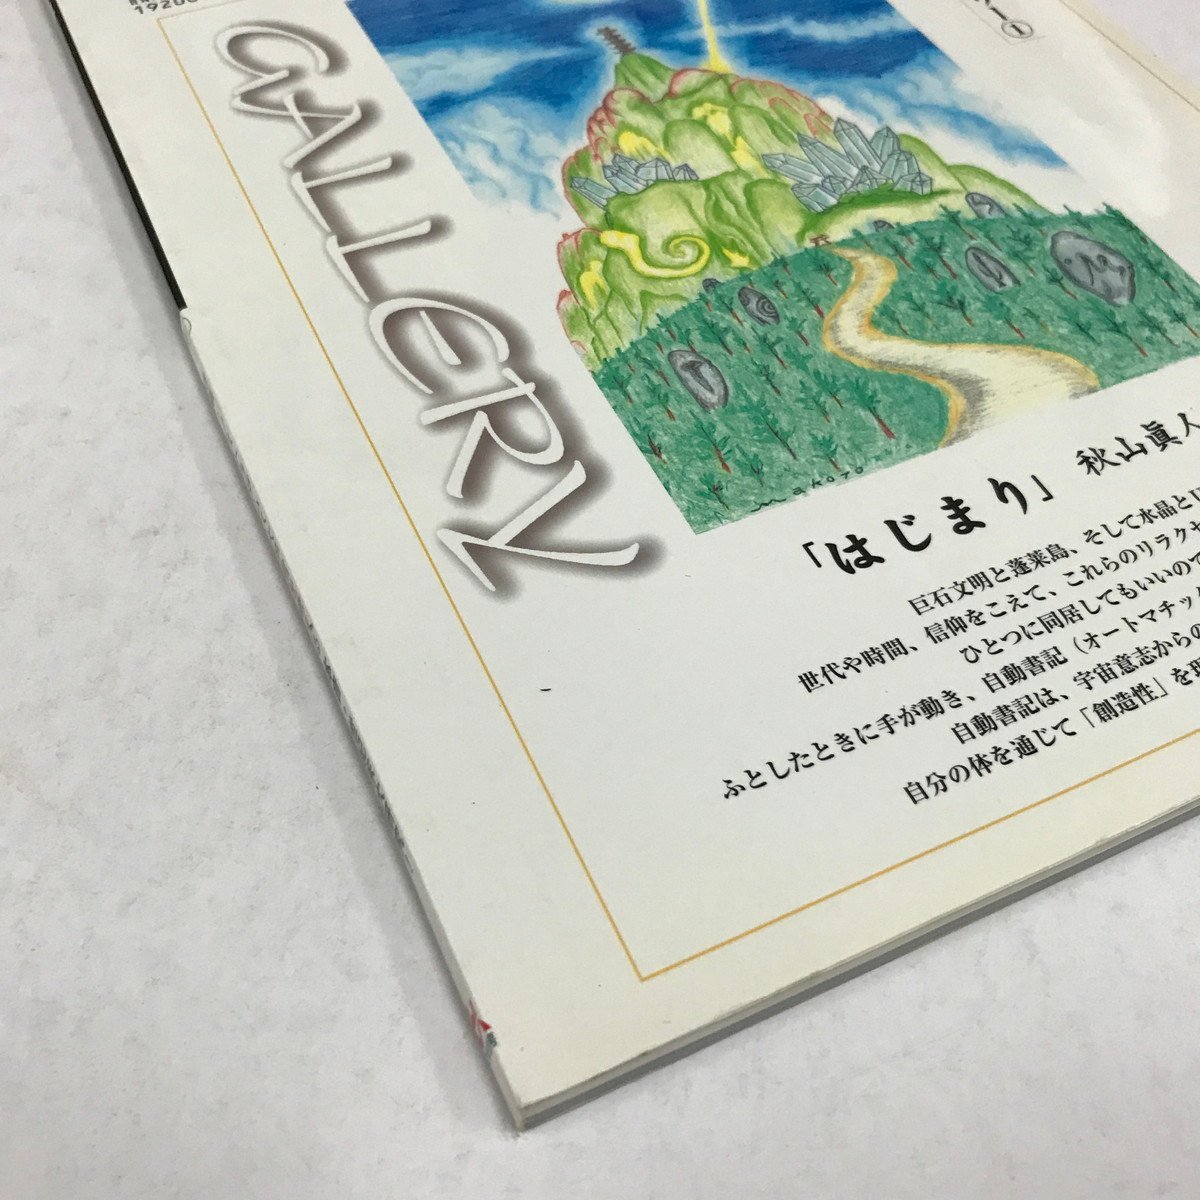 1920
ー①
GALLERY
makoto
「はじまり」 秋山眞人
巨石文明と蓬莱島、そして水晶と
世代や時間、信仰をこえて、これらのリラクゼ
ひとつに同居してもいいので
ふとしたときに手が動き、自動書記（オートマチック
自動書記は、宇宙意志からの
自分の体を通じて「創造性」を